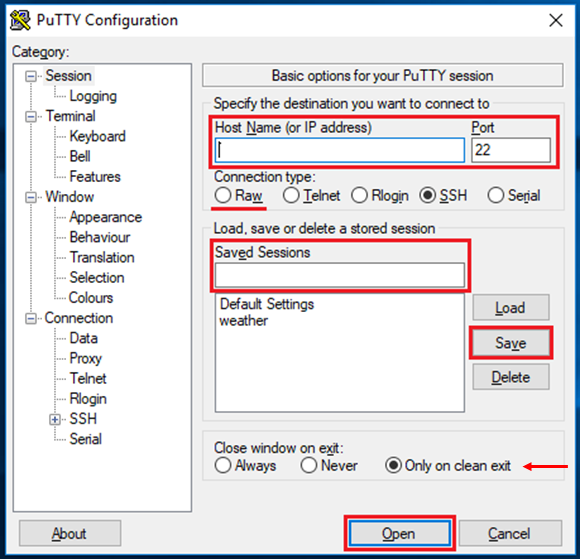 PuTTY Configuration
Category:
Session
Logging
Terminal
Keyboard
Bell
Features
Window
Appearance
Behaviour
Translation
Selection
Colours
Connection
Data
Proxy
Telnet
Rlogin
SSH
Serial
Basic options for your PuTTY session
Specify the destination you want to connect to
Host Name (or IP address) Port
22
Connection type:
Raw Telnet Rlogin SSH Serial
Load, save or delete a stored session
Saved Sessions
Default Settings
weather
Load
Save
Delete
Close window on exit:
Always Never Only on clean exit
About Open Cancel